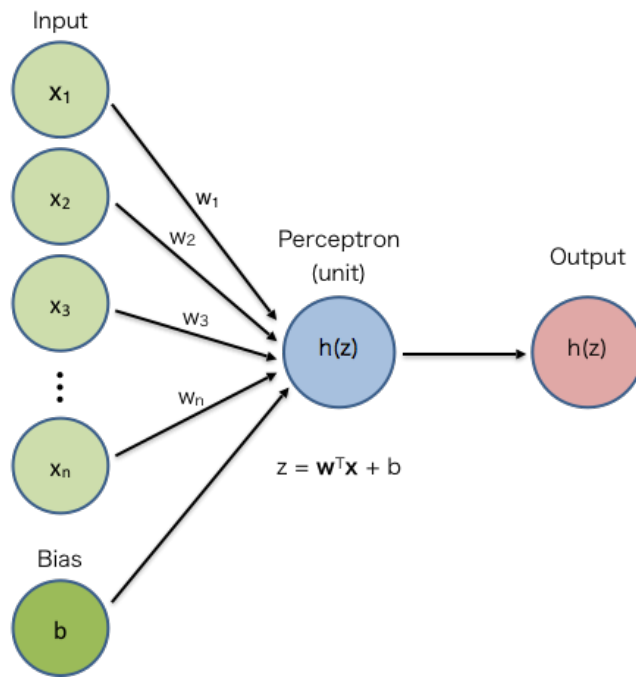 Input
x₁
x₂
x₃
⋮
xₙ
Bias
b
w₁
w₂
w₃
wₙ
Perceptron
(unit)
h(z)
z = wᵀx + b
Output
h(z)